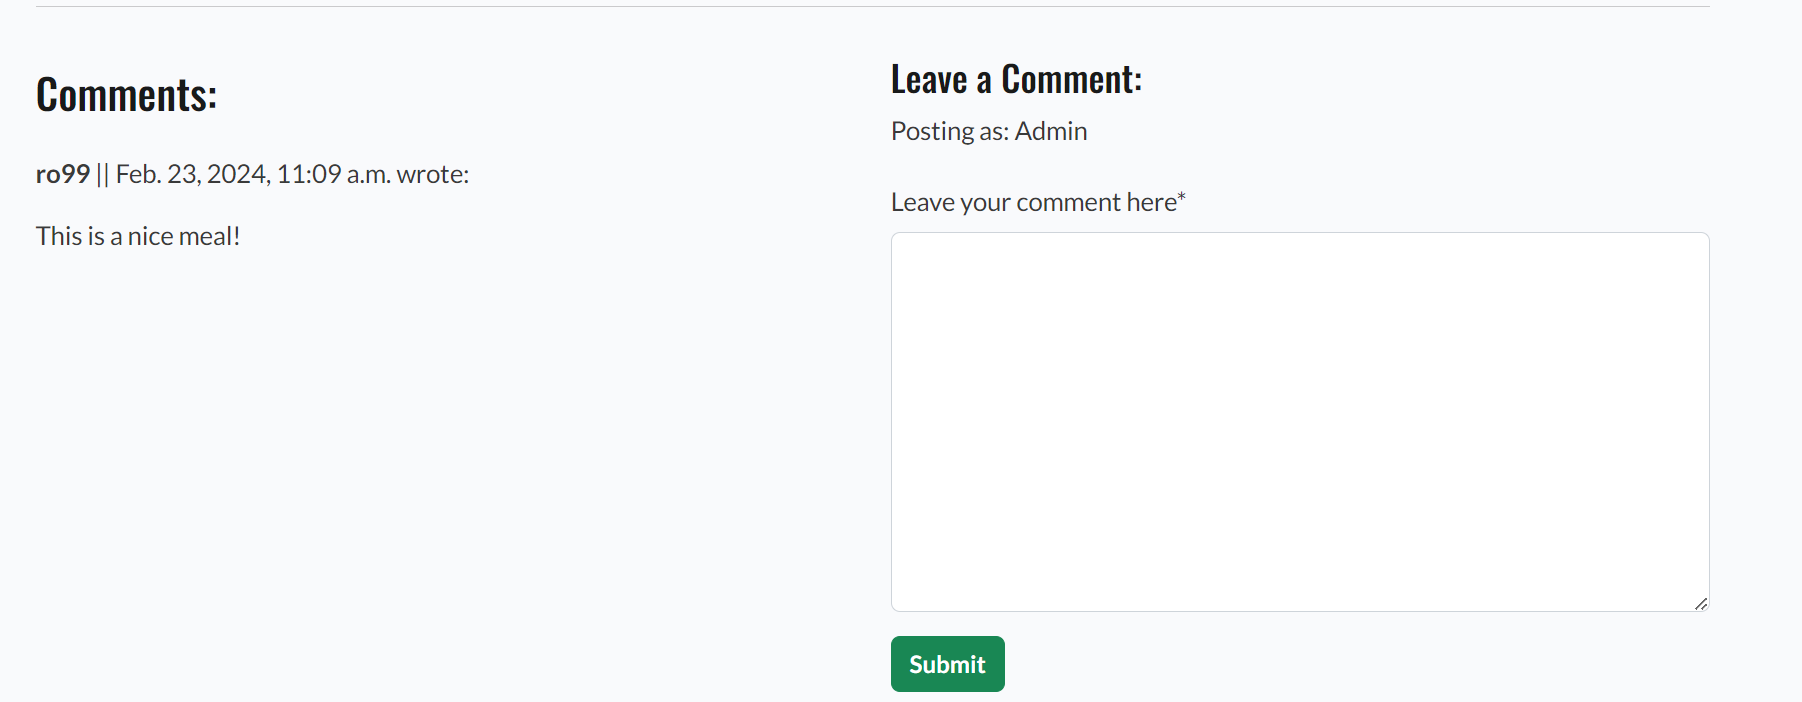 Comments:
ro99 || Feb. 23, 2024, 11:09 a.m. wrote:
This is a nice meal!
Leave a Comment:
Posting as: Admin
Leave your comment here*
Submit